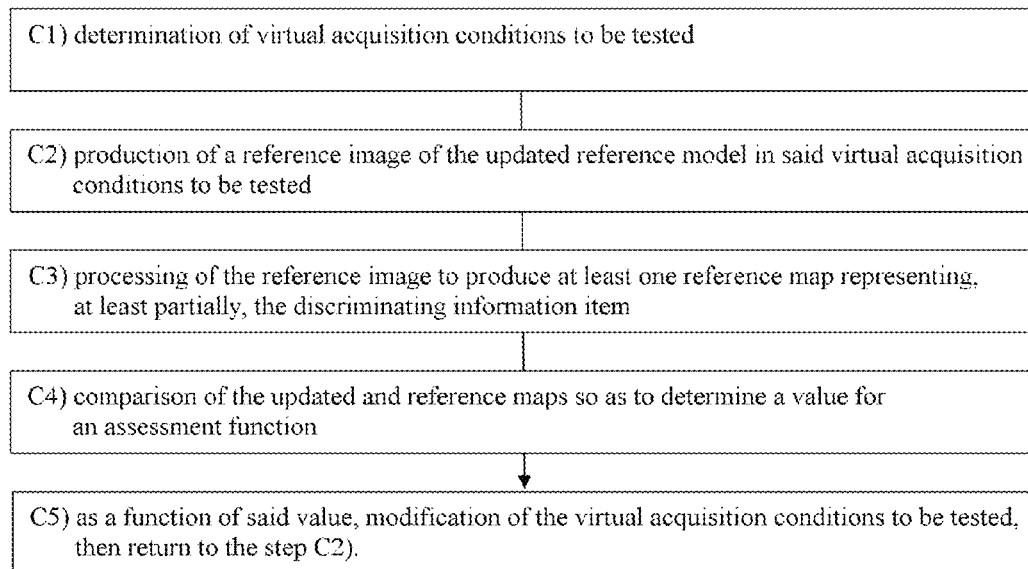 C1) determination of virtual acquisition conditions to be tested
C2) production of a reference image of the updated reference model in said virtual acquisition
conditions to be tested
C3) processing of the reference image to produce at least one reference map representing,
at least partially, the discriminating information item
C4) comparison of the updated and reference maps so as to determine a value for
an assessment function
C5) as a function of said value, modification of the virtual acquisition conditions to be tested,
then return to the step C2).